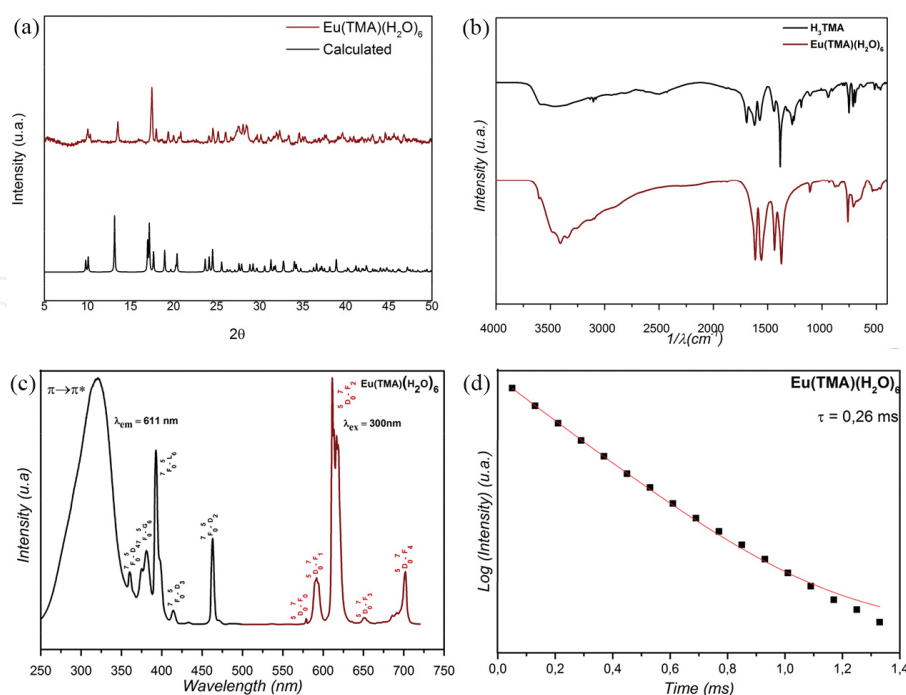 (a)
Eu(TMA)(H₂O)₆
Calculated
Intensity (u.a.)
5 10 15 20 25 30 35 40 45 50
2θ
(b)
H₃TMA
Eu(TMA)(H₂O)₆
Intensity (u.a.)
4000 3500 3000 2500 2000 1500 1000 500
1/λ(cm⁻¹)
(c)
π→π*
λem = 611 nm
Eu(TMA)(H₂O)₆
λex = 300nm
⁷F₀-⁵D₄
⁷F₀-⁵G₆
⁷F₀-⁵L₆
⁷F₀-⁵D₃
⁷F₀-⁵D₂
⁵D₀-⁷F₀
⁵D₀-⁷F₁
⁵D₀-⁷F₂
⁵D₀-⁷F₃
⁵D₀-⁷F₄
Intensity (u.a)
250 300 350 400 450 500 550 600 650 700 750
Wavelength (nm)
(d)
Eu(TMA)(H₂O)₆
τ = 0,26 ms
Log (Intensity) (u.a.)
0,0 0,2 0,4 0,6 0,8 1,0 1,2 1,4
Time (ms)